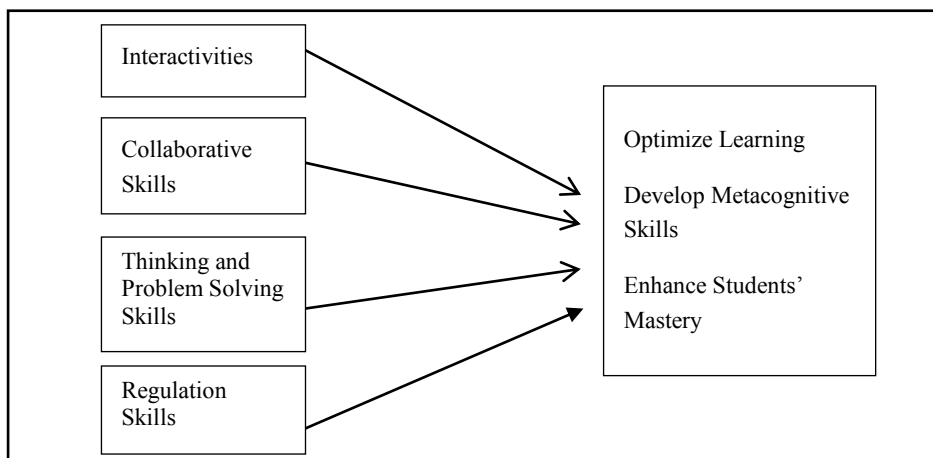 Interactivities
Collaborative
Skills
Thinking and
Problem Solving
Skills
Regulation
Skills
Optimize Learning
Develop Metacognitive
Skills
Enhance Students’
Mastery